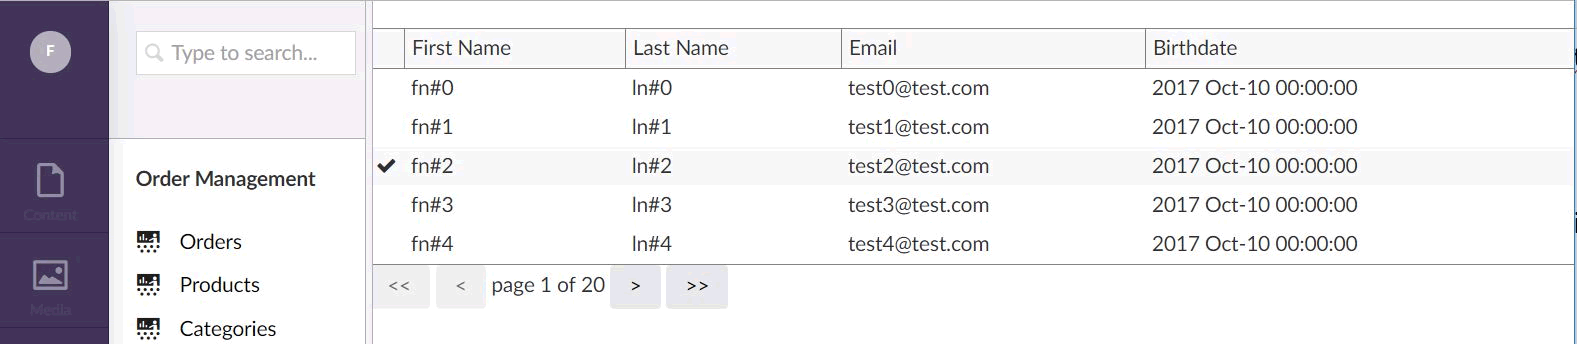 F
Type to search...
Content
Media
Order Management
Orders
Products
Categories
First Name Last Name Email Birthdate
fn#0 ln#0 test0@test.com 2017 Oct-10 00:00:00
fn#1 ln#1 test1@test.com 2017 Oct-10 00:00:00
fn#2 ln#2 test2@test.com 2017 Oct-10 00:00:00
fn#3 ln#3 test3@test.com 2017 Oct-10 00:00:00
fn#4 ln#4 test4@test.com 2017 Oct-10 00:00:00
<< < page 1 of 20 > >>